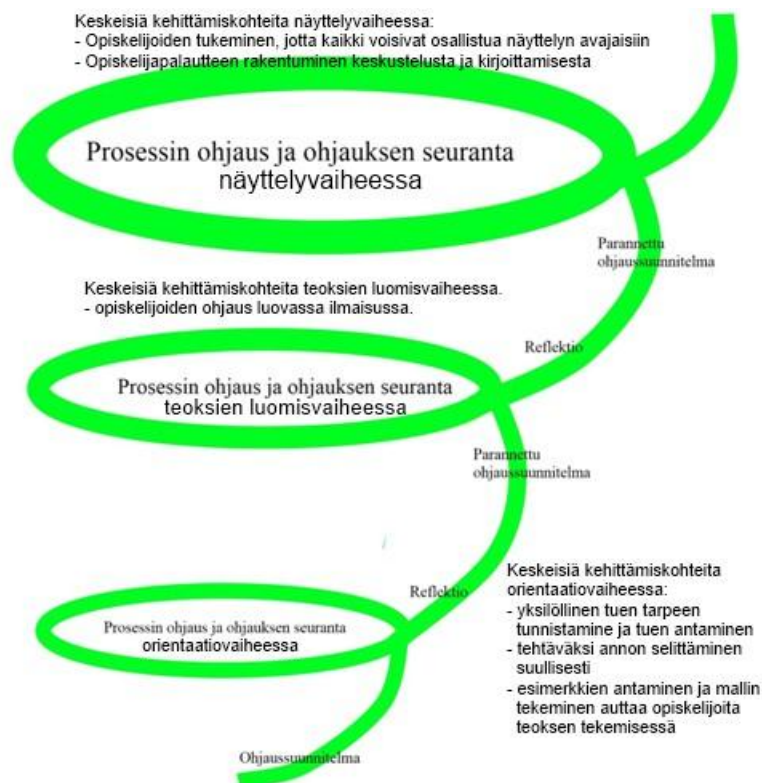 Keskeisiä kehittämiskohteita näyttelyvaiheessa:
- Opiskelijoiden tukeminen, jotta kaikki voisivat osallistua näyttelyn avajaisiin
- Opiskelijapalautteen rakentuminen keskustelusta ja kirjoittamisesta
Prosessin ohjaus ja ohjauksen seuranta
näyttelyvaiheessa
Parannettu
ohjaussuunnitelma
Keskeisiä kehittämiskohteita teoksien luomisvaiheessa.
- opiskelijoiden ohjaus luovassa ilmaisussa.
Reflektio
Prosessin ohjaus ja ohjauksen seuranta
teoksien luomisvaiheessa
Parannettu
ohjaussuunnitelma
Keskeisiä kehittämiskohteita
orientaatiovaiheessa:
- yksilöllinen tuen tarpeen
tunnistamine ja tuen antaminen
- tehtäväksi annon selittäminen
suullisesti
- esimerkkien antaminen ja mallin
tekeminen auttaa opiskelijoita
teoksen tekemisessä
Reflektio
Prosessin ohjaus ja ohjauksen seuranta
orientaatiovaiheessa
Ohjaussuunnitelma